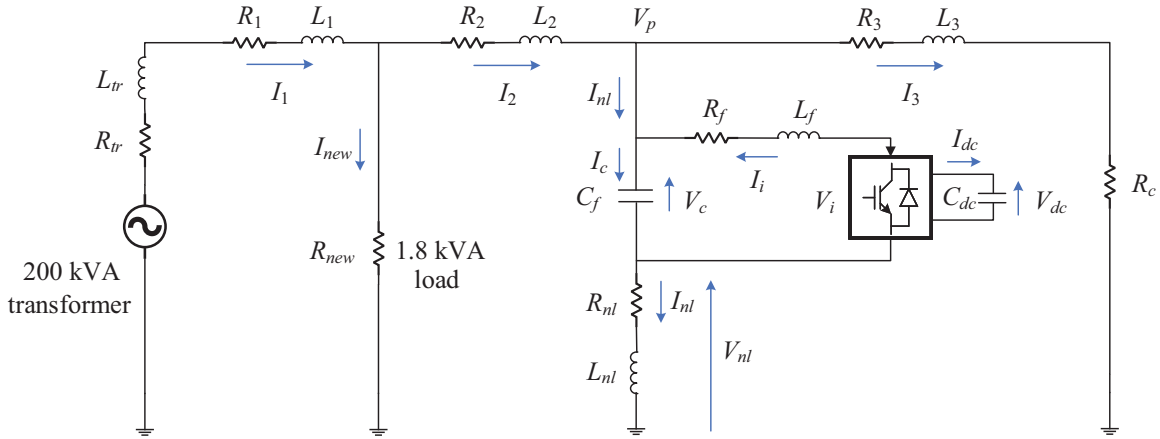 R1
L1
R2
L2
Vp
R3
L3
Ltr
I1
I2
Inl
I3
Rf
Lf
Rtr
Inew
Ic
Ii
Idc
Cf
Vc
Vi
Cdc
Vdc
Rc
200 kVA
transformer
Rnew
1.8 kVA
load
Rnl
Inl
Vnl
Lnl